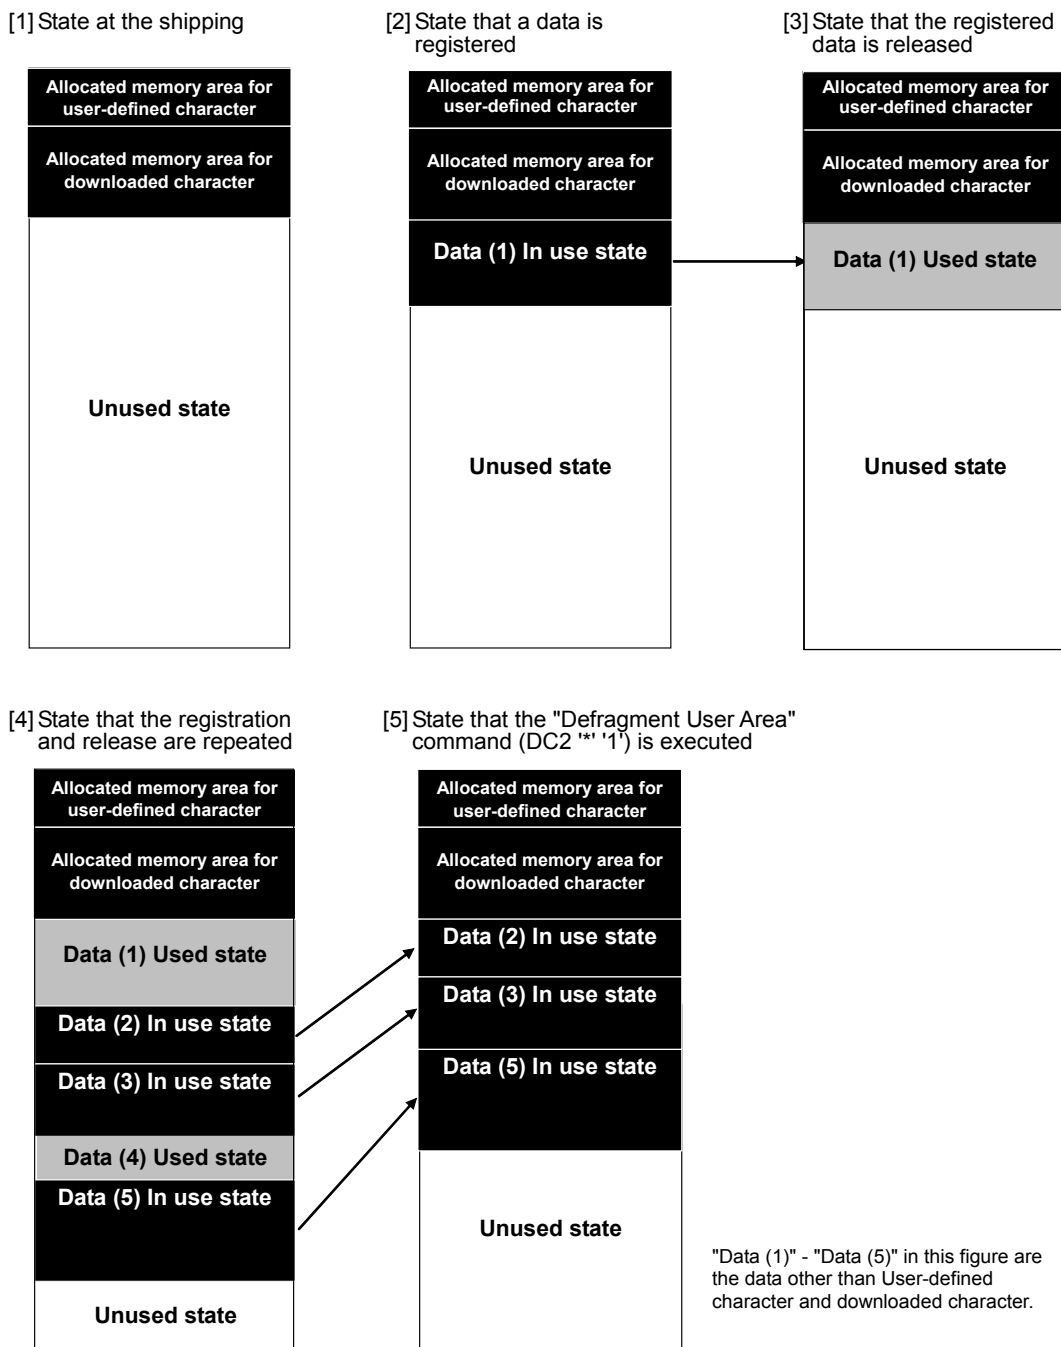 [1] State at the shipping
Allocated memory area for
user-defined character
Allocated memory area for
downloaded character
Unused state
[2] State that a data is
registered
Allocated memory area for
user-defined character
Allocated memory area for
downloaded character
Data (1) In use state
Unused state
[3] State that the registered
data is released
Allocated memory area for
user-defined character
Allocated memory area for
downloaded character
Data (1) Used state
Unused state
[4] State that the registration
and release are repeated
Allocated memory area for
user-defined character
Allocated memory area for
downloaded character
Data (1) Used state
Data (2) In use state
Data (3) In use state
Data (4) Used state
Data (5) In use state
Unused state
[5] State that the "Defragment User Area"
command (DC2 '*' '1') is executed
Allocated memory area for
user-defined character
Allocated memory area for
downloaded character
Data (2) In use state
Data (3) In use state
Data (5) In use state
Unused state
"Data (1)" - "Data (5)" in this figure are
the data other than User-defined
character and downloaded character.